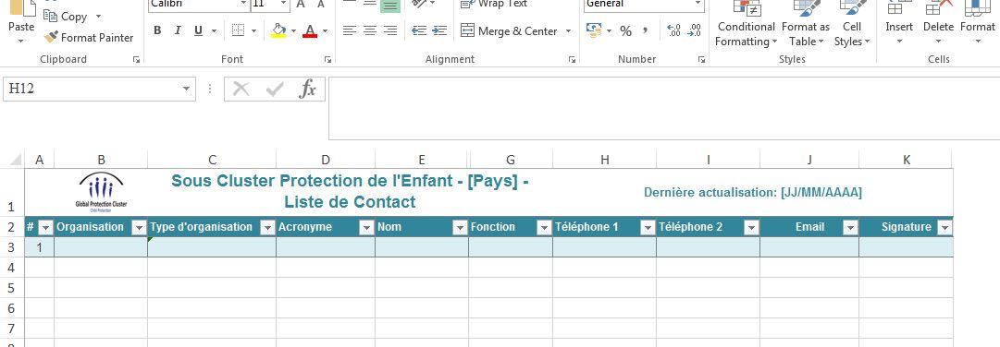 Calibri 11 A A Wrap Text General
Copy
Paste Format Painter
B I U Merge & Center % , Conditional Formatting Format as Table Cell Styles Insert Delete Format
Clipboard Font Alignment Number Styles Cells
H12 fx
A B C D E G H I J K
1 Global Protection Cluster
Child Protection
Sous Cluster Protection de l'Enfant - [Pays] -
Liste de Contact
Dernière actualisation: [JJ/MM/AAAA]
2 # Organisation Type d'organisation Acronyme Nom Fonction Téléphone 1 Téléphone 2 Email Signature
3 1
4
5
6
7